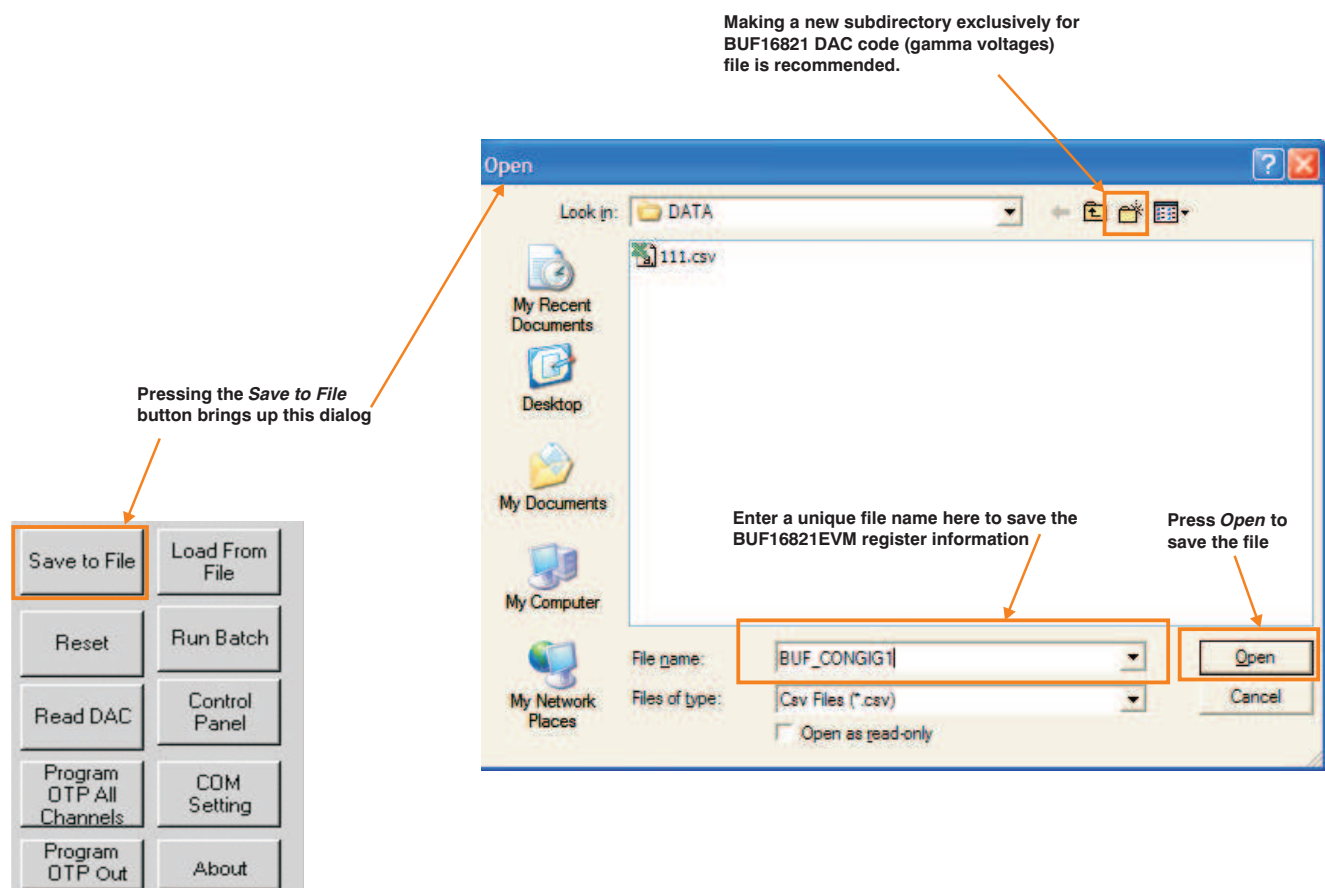 Making a new subdirectory exclusively for
BUF16821 DAC code (gamma voltages)
file is recommended.
Open
Look in: DATA
111.csv
My Recent
Documents
Desktop
My Documents
My Computer
My Network
Places
Pressing the Save to File
button brings up this dialog
Enter a unique file name here to save the
BUF16821EVM register information
Press Open to
save the file
File name: BUF_CONGIG1
Open
Files of type: Csv Files (*.csv)
Cancel
Open as read-only
Save to File
Load From
File
Reset
Run Batch
Read DAC
Control
Panel
Program
OTP All
Channels
COM
Setting
Program
OTP Out
About